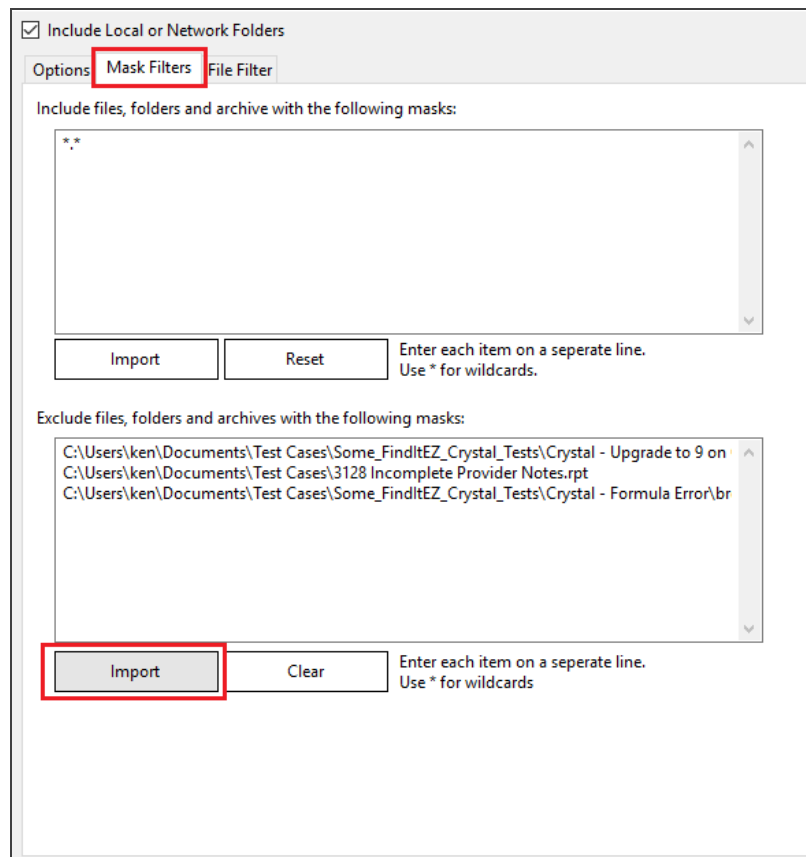 Include Local or Network Folders
Options Mask Filters File Filter
Include files, folders and archive with the following masks:
*.*
Import Reset Enter each item on a seperate line.
Use * for wildcards.
Exclude files, folders and archives with the following masks:
C:\Users\ken\Documents\Test Cases\Some_FindItEZ_Crystal_Tests\Crystal - Upgrade to 9 on
C:\Users\ken\Documents\Test Cases\3128 Incomplete Provider Notes.rpt
C:\Users\ken\Documents\Test Cases\Some_FindItEZ_Crystal_Tests\Crystal - Formula Error\br
Import Clear Enter each item on a seperate line.
Use * for wildcards